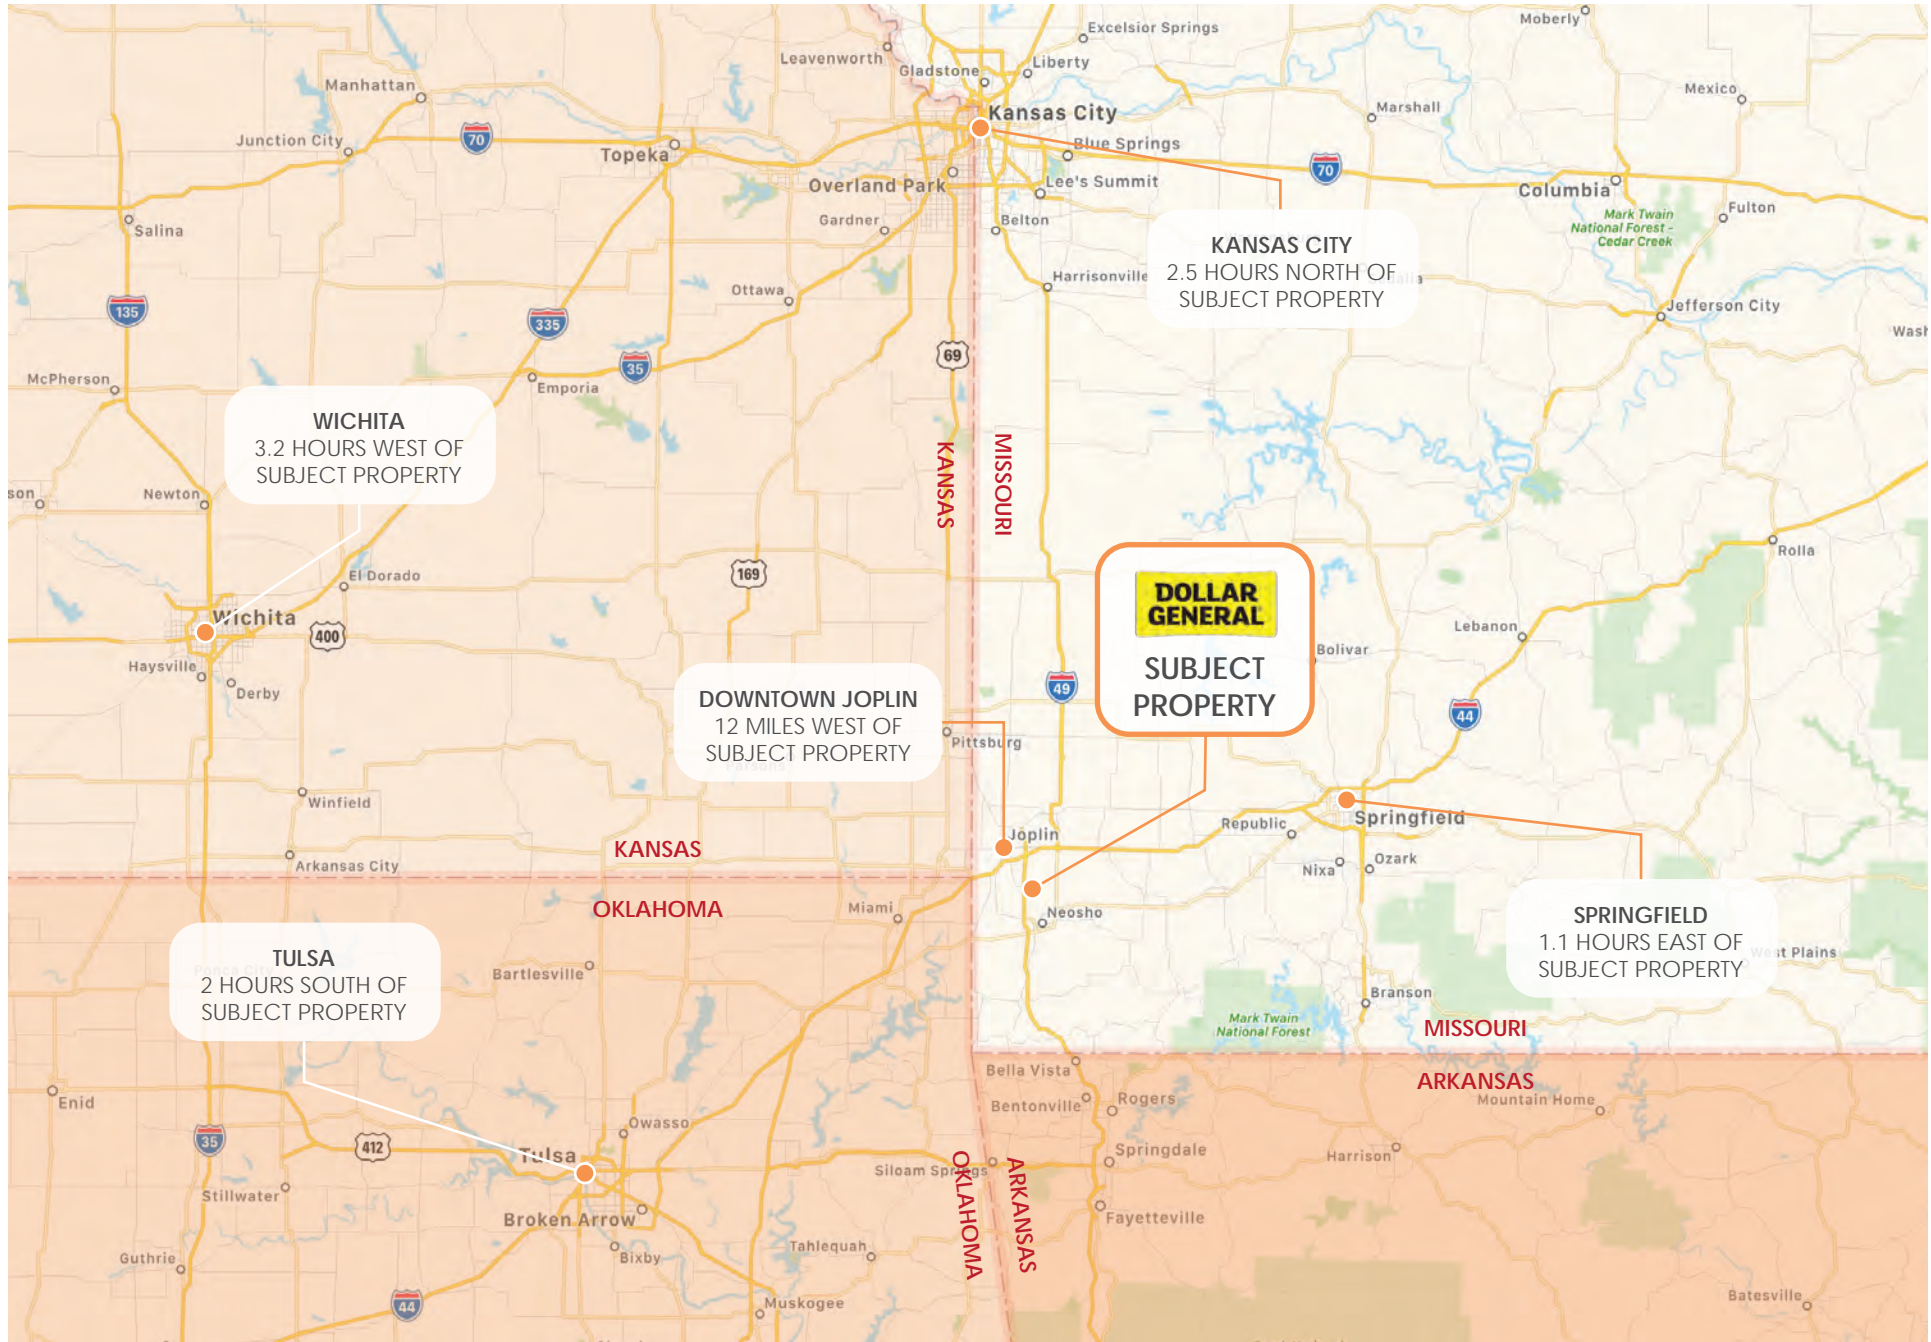 Moberly
Excelsior Springs
Leavenworth
Liberty
Gladstone
Manhattan
Mexico
Kansas City
Marshall
Junction City
70
Topeka
Blue Springs
70
Overland Park
Lee's Summit
Columbia
Gardner
Belton
Mark Twain
National Forest -
Cedar Creek
Fulton
Salina
KANSAS CITY
2.5 HOURS NORTH OF
SUBJECT PROPERTY
Harrisonville
Ottawa
135
335
Jefferson City
Wash
69
35
McPherson
Emporia
WICHITA
3.2 HOURS WEST OF
SUBJECT PROPERTY
KANSAS
MISSOURI
son
Newton
Rolla
El Dorado
169
DOLLAR
GENERAL
SUBJECT
PROPERTY
Wichita
400
Lebanon
Bolivar
Haysville
Derby
49
DOWNTOWN JOPLIN
12 MILES WEST OF
SUBJECT PROPERTY
44
Pittsburg
Parsons
Winfield
Joplin
Republic
Springfield
KANSAS
Arkansas City
Nixa
Ozark
OKLAHOMA
Miami
Neosho
SPRINGFIELD
1.1 HOURS EAST OF
SUBJECT PROPERTY
West Plains
TULSA
2 HOURS SOUTH OF
SUBJECT PROPERTY
Ponca City
Bartlesville
Branson
Mark Twain
National Forest
MISSOURI
Bella Vista
ARKANSAS
Enid
Bentonville
Rogers
Mountain Home
Owasso
35
412
Tulsa
Springdale
Harrison
Siloam Springs
OKLAHOMA
ARKANSAS
Stillwater
Broken Arrow
Fayetteville
Guthrie
Bixby
Tahlequah
44
Muskogee
Batesville